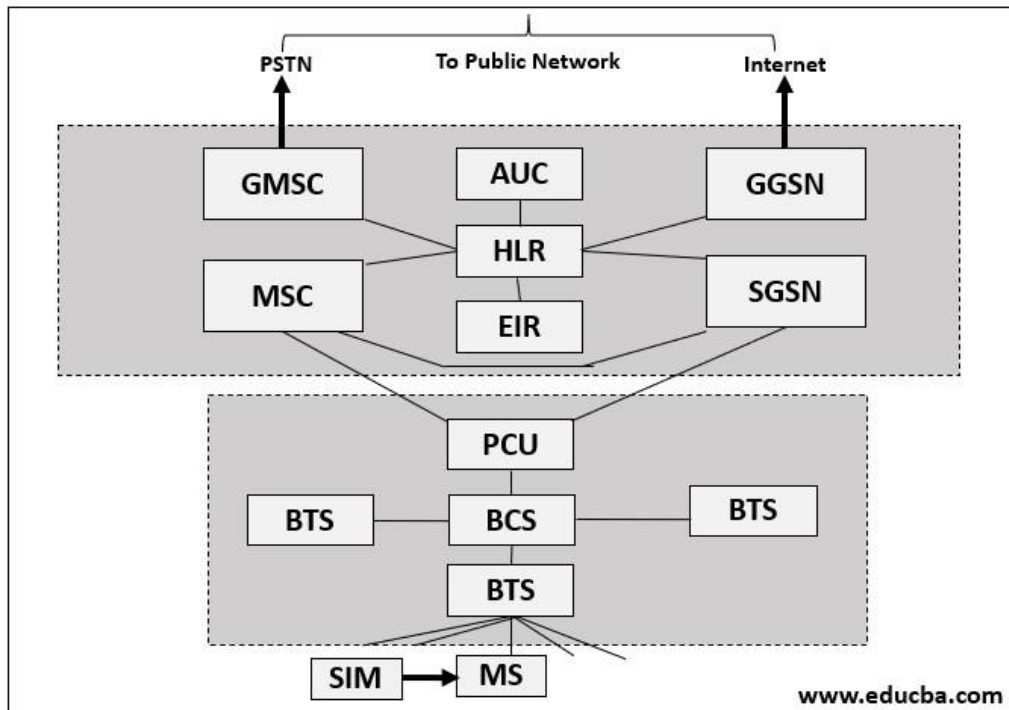 To Public Network
PSTN
Internet
GMSC
AUC
GGSN
HLR
MSC
SGSN
EIR
PCU
BTS
BCS
BTS
BTS
SIM
MS
www.educba.com